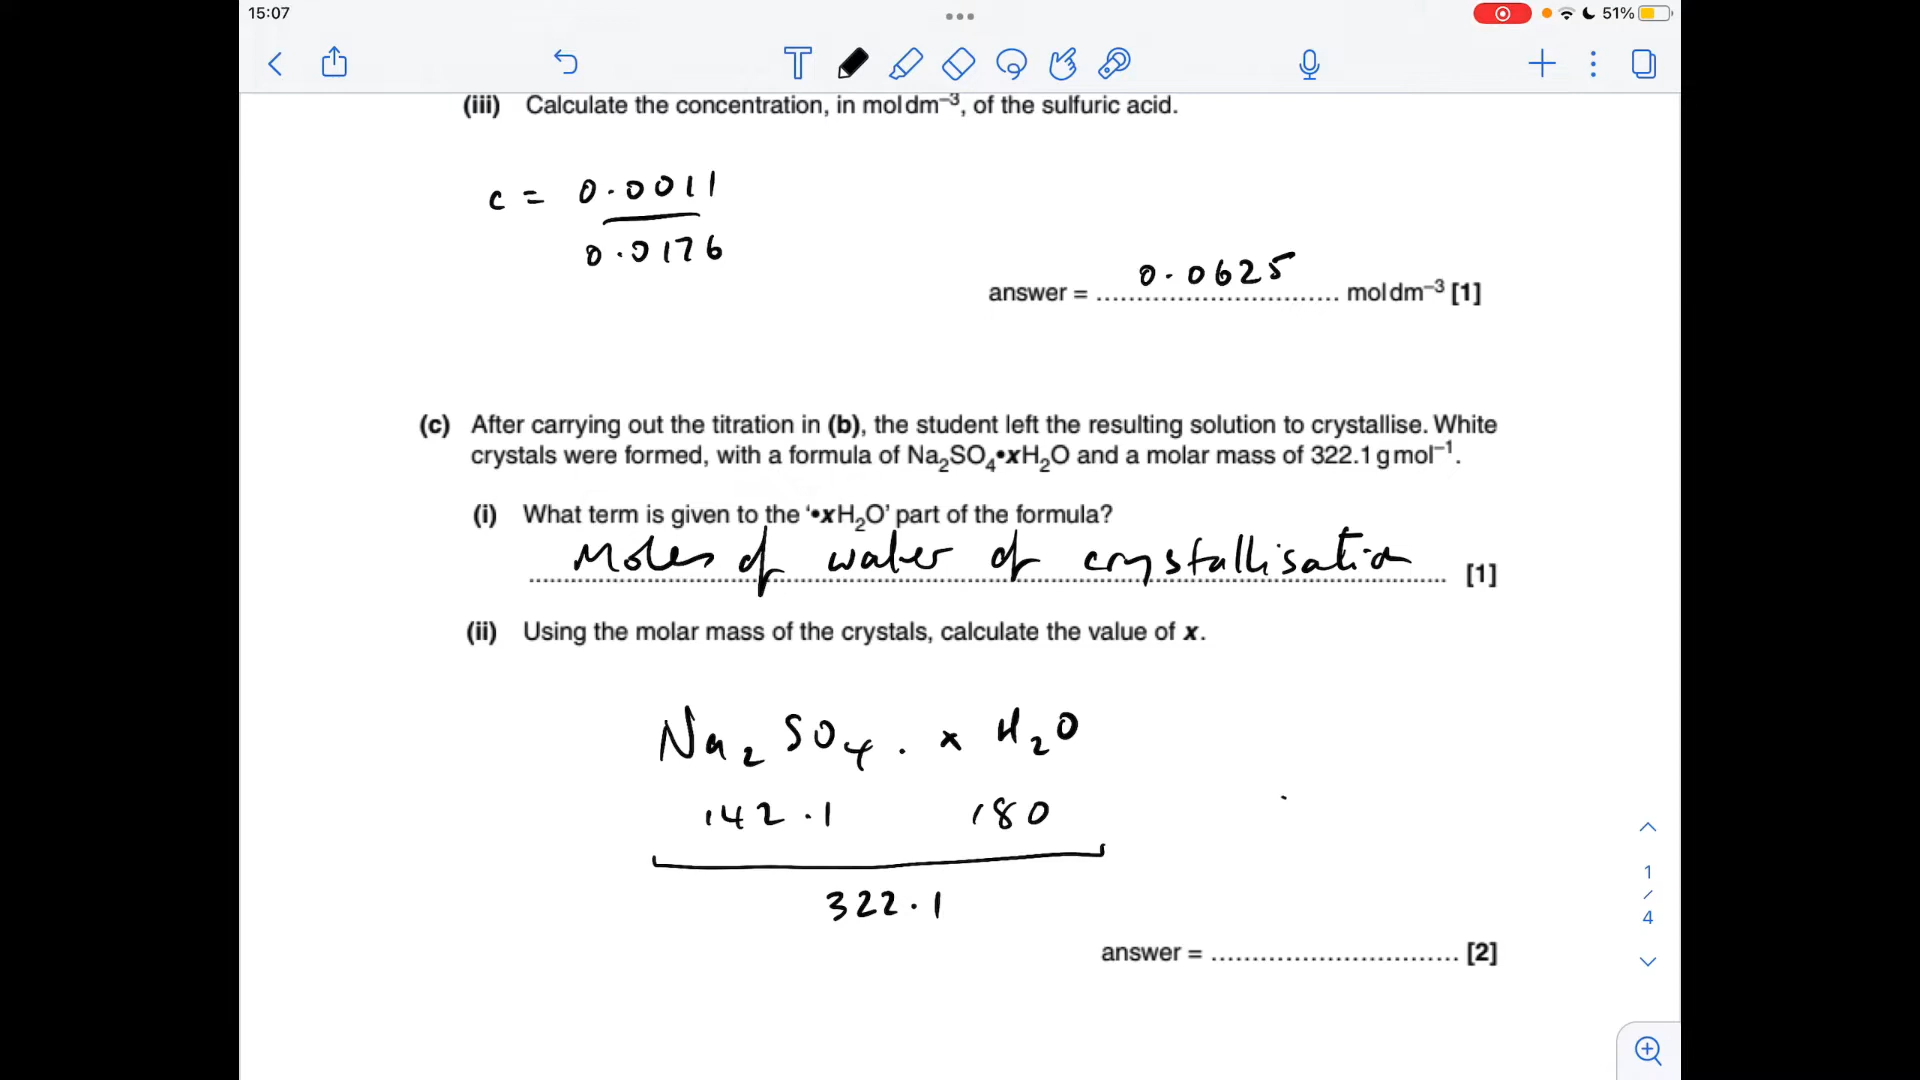 15:07
51%
(iii) Calculate the concentration, in mol dm⁻³, of the sulfuric acid.
c = 0.0011
0.0176
0.0625
answer = .............................. mol dm⁻³ [1]
(c) After carrying out the titration in (b), the student left the resulting solution to crystallise. White
crystals were formed, with a formula of Na₂SO₄•xH₂O and a molar mass of 322.1 g mol⁻¹.
(i) What term is given to the ‘•xH₂O’ part of the formula?
Moles of water of crystallisation
[1]
(ii) Using the molar mass of the crystals, calculate the value of x.
Na₂SO₄ . x H₂O
142.1 180
322.1
answer = .............................. [2]
1
/
4